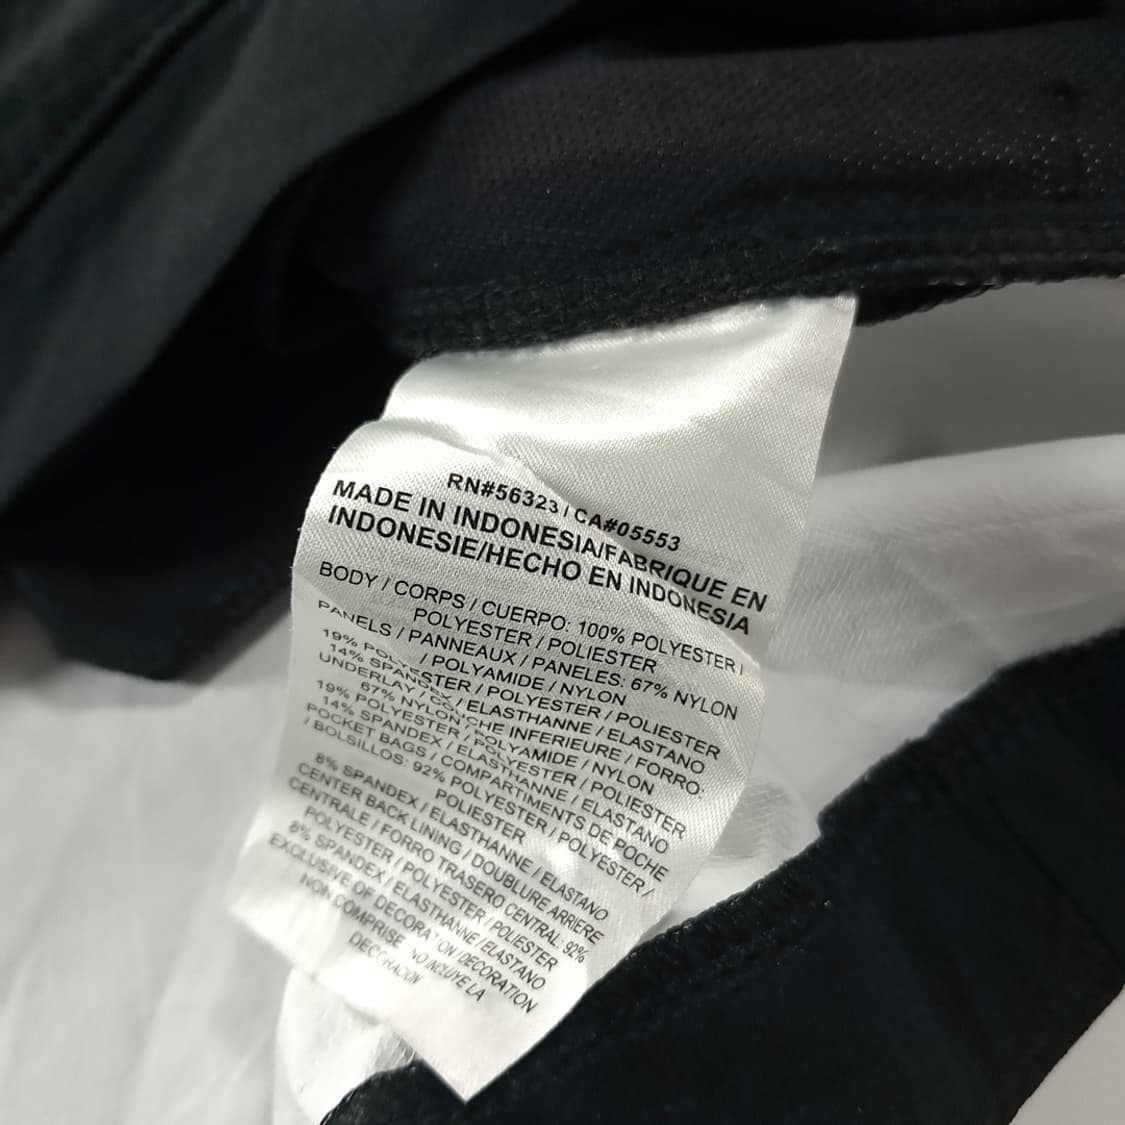 RN#56323 | CA#05553
MADE IN INDONESIA/FABRIQUE EN
INDONESIE/HECHO EN INDONESIA
BODY / CORPS / CUERPO: 100% POLYESTER /
POLYESTER / POLIESTER
PANELS / PANNEAUX / PANELES: 67% NYLON
/ POLYAMIDE / NYLON
19% POLYESTER / POLYESTER / POLIESTER
14% SPANDEX / ELASTHANNE / ELASTANO
UNDERLAY / COUCHE INFERIEURE / FORRO:
67% NYLON / POLYAMIDE / NYLON
19% POLYESTER / POLYESTER / POLIESTER
14% SPANDEX / ELASTHANNE / ELASTANO
POCKET BAGS / COMPARTIMENTS DE POCHE
/ BOLSILLOS: 92% POLYESTER / POLYESTER /
POLIESTER
8% SPANDEX / ELASTHANNE / ELASTANO
CENTER BACK LINING / DOUBLURE ARRIERE
CENTRALE / FORRO TRASERO CENTRAL: 92%
POLYESTER / POLYESTER / POLIESTER
8% SPANDEX / ELASTHANNE / ELASTANO
EXCLUSIVE OF DECORATION / DECORATION
NON COMPRISE / NO INCLUYE LA
DECORACION